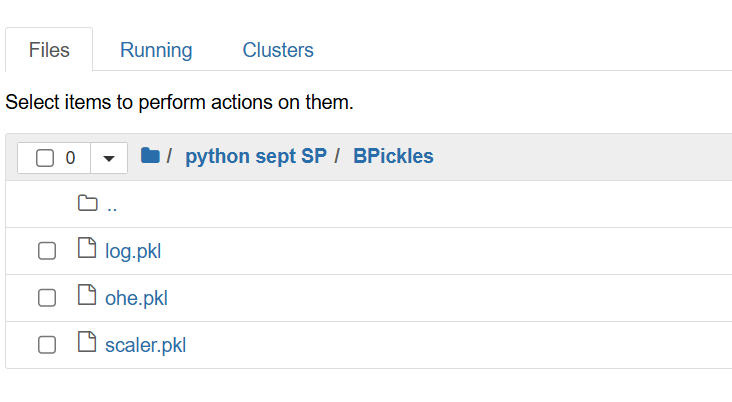 Files Running Clusters
Select items to perform actions on them.
0 / python sept SP / BPickles
..
log.pkl
ohe.pkl
scaler.pkl